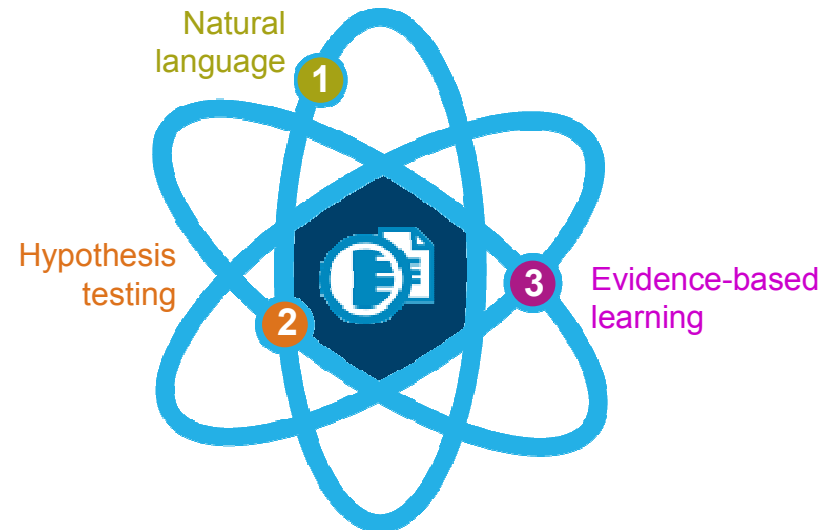 Natural
language
1
Hypothesis
testing
2
3
Evidence-based
learning